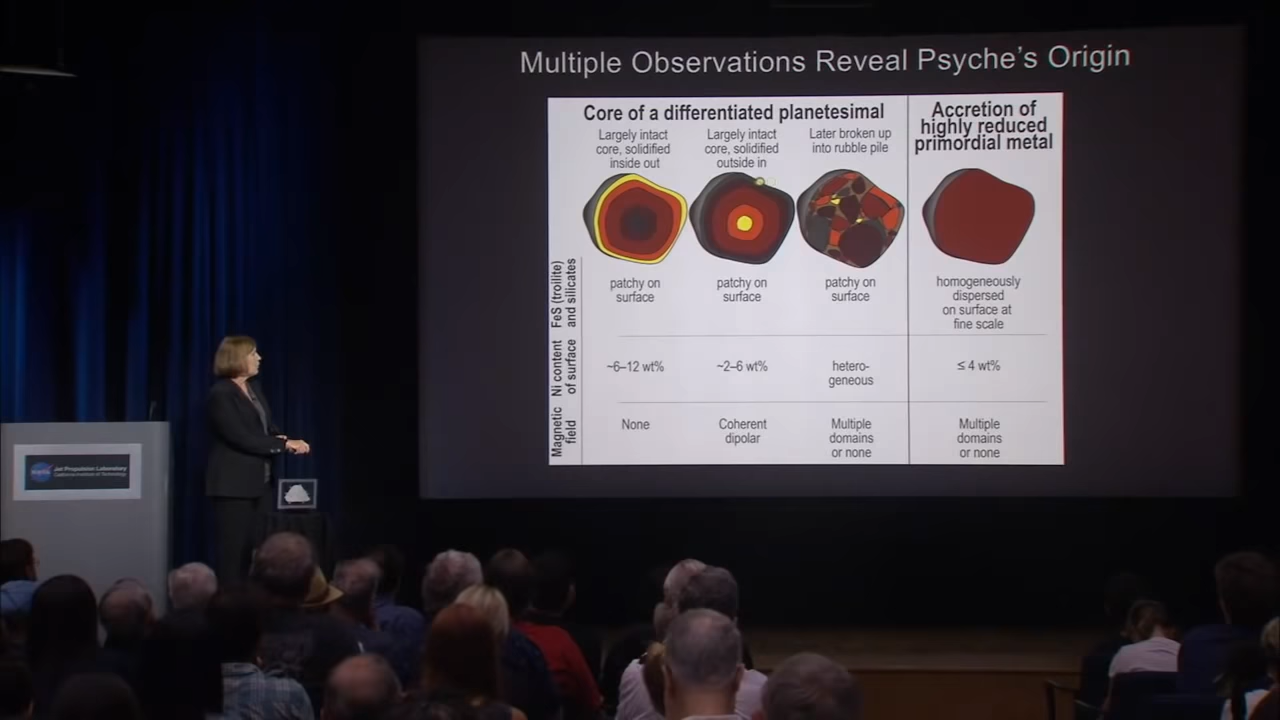 Multiple Observations Reveal Psyche's Origin
Core of a differentiated planetesimal
Accretion of
highly reduced
primordial metal
Largely intact
core, solidified
inside out
Largely intact
core, solidified
outside in
Later broken up
into rubble pile
FeS (troilite)
and silicates
patchy on
surface
patchy on
surface
patchy on
surface
homogeneously
dispersed
on surface at
fine scale
Ni content
of surface
~6–12 wt%
~2–6 wt%
hetero-
geneous
≤ 4 wt%
Magnetic
field
None
Coherent
dipolar
Multiple
domains
or none
Multiple
domains
or none
NASA
Jet Propulsion Laboratory
California Institute of Technology